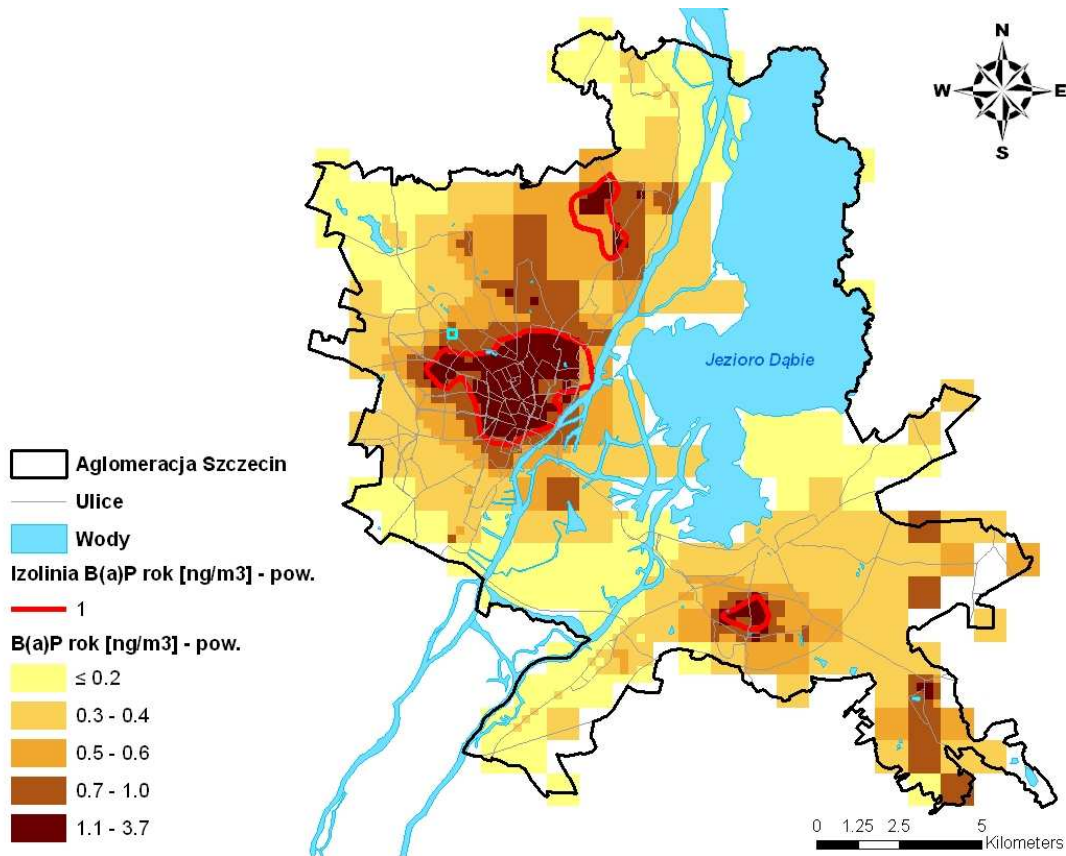 N
W E
S
Jezioro Dąbie
Aglomeracja Szczecin
Ulice
Wody
Izolinia B(a)P rok [ng/m3] - pow.
1
B(a)P rok [ng/m3] - pow.
≤ 0.2
0.3 - 0.4
0.5 - 0.6
0.7 - 1.0
1.1 - 3.7
0 1.25 2.5 5
Kilometers